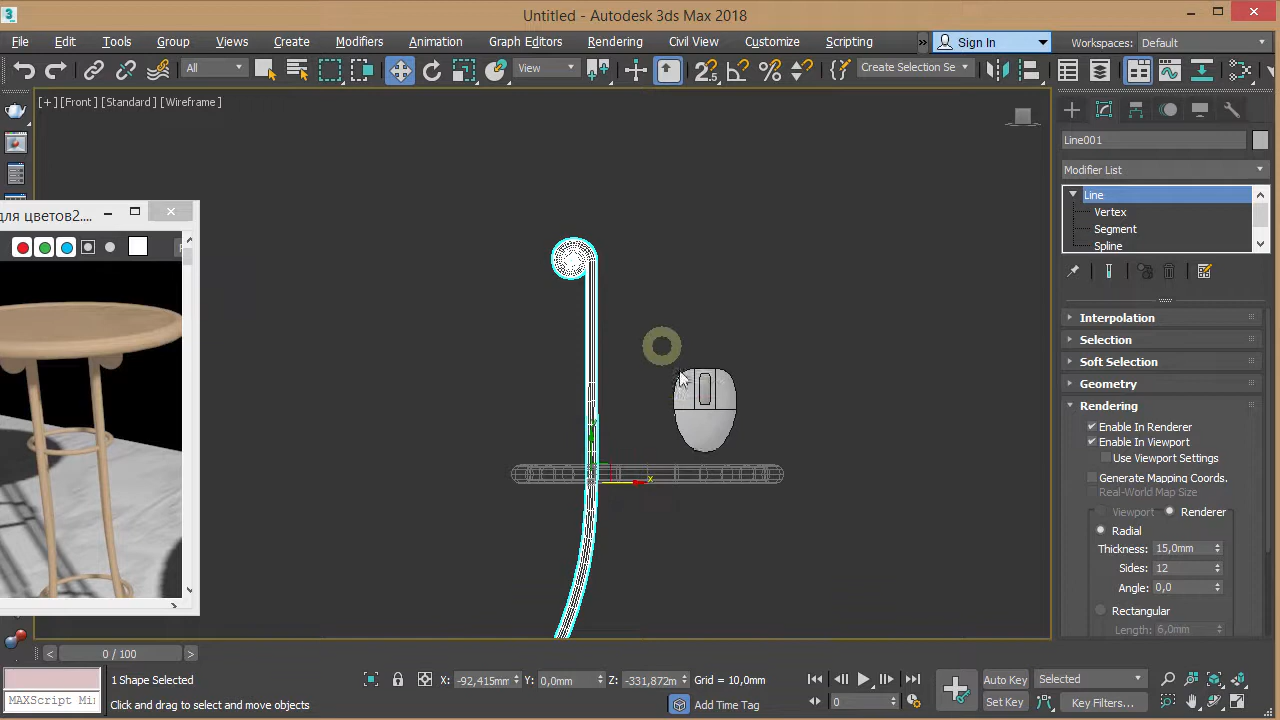 3
Untitled - Autodesk 3ds Max 2018
File Edit Tools Group Views Create Modifiers Animation Graph Editors Rendering Civil View Customize Scripting » Sign In Workspaces: Default
All View Create Selection Se
[+] [Front] [Standard] [Wireframe]
Line001
Modifier List
для цветов2....
Line
Vertex
Segment
Spline
Interpolation
Selection
Soft Selection
Geometry
Rendering
Enable In Renderer
Enable In Viewport
Use Viewport Settings
Generate Mapping Coords.
Real-World Map Size
Viewport Renderer
Radial
Thickness: 15,0mm
Sides: 12
Angle: 0,0
Rectangular
Length: 6,0mm
x
0 / 100
1 Shape Selected X: -92,415mm Y: 0,0mm Z: -331,872m Grid = 10,0mm Auto Key Selected
MAXScript Mi Click and drag to select and move objects Add Time Tag 0 Set Key Key Filters...